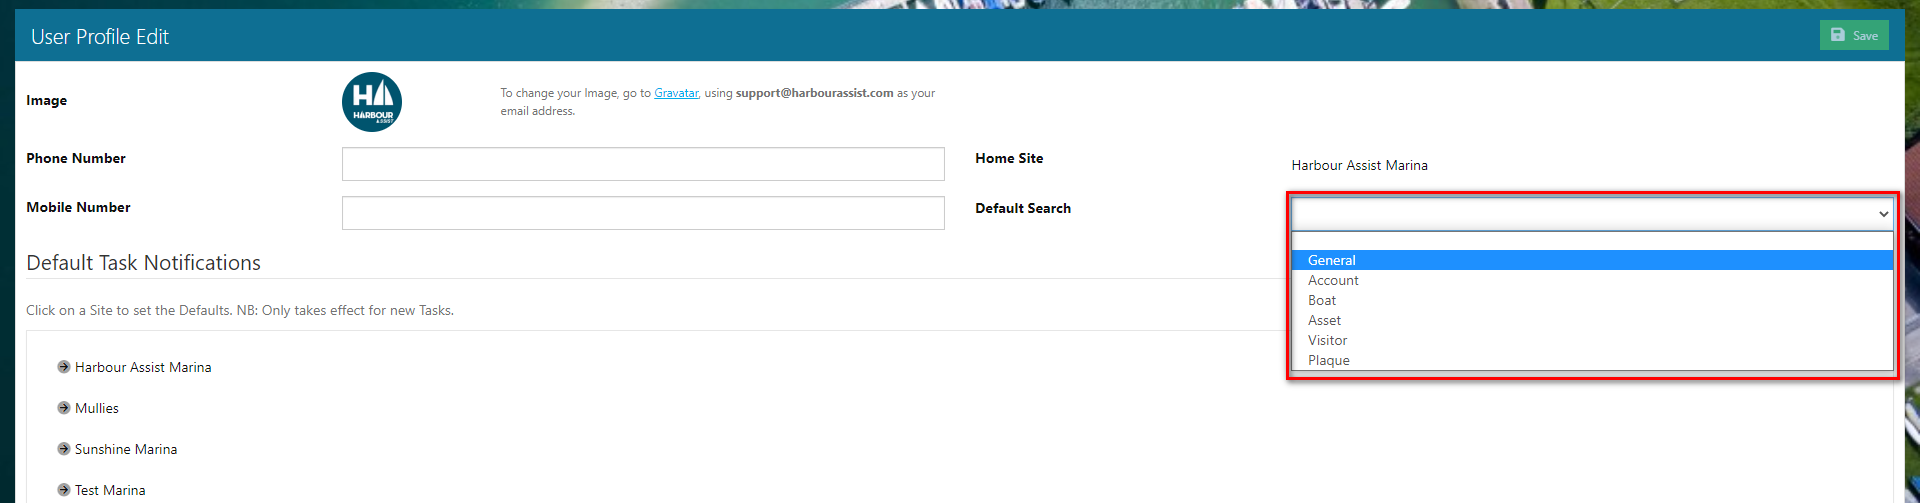 User Profile Edit
Save
Image
HA
HARBOUR
ASSIST
To change your Image, go to Gravatar, using support@harbourassist.com as your
email address.
Phone Number
Home Site
Harbour Assist Marina
Mobile Number
Default Search
General
Account
Boat
Asset
Visitor
Plaque
Default Task Notifications
Click on a Site to set the Defaults. NB: Only takes effect for new Tasks.
Harbour Assist Marina
Mullies
Sunshine Marina
Test Marina